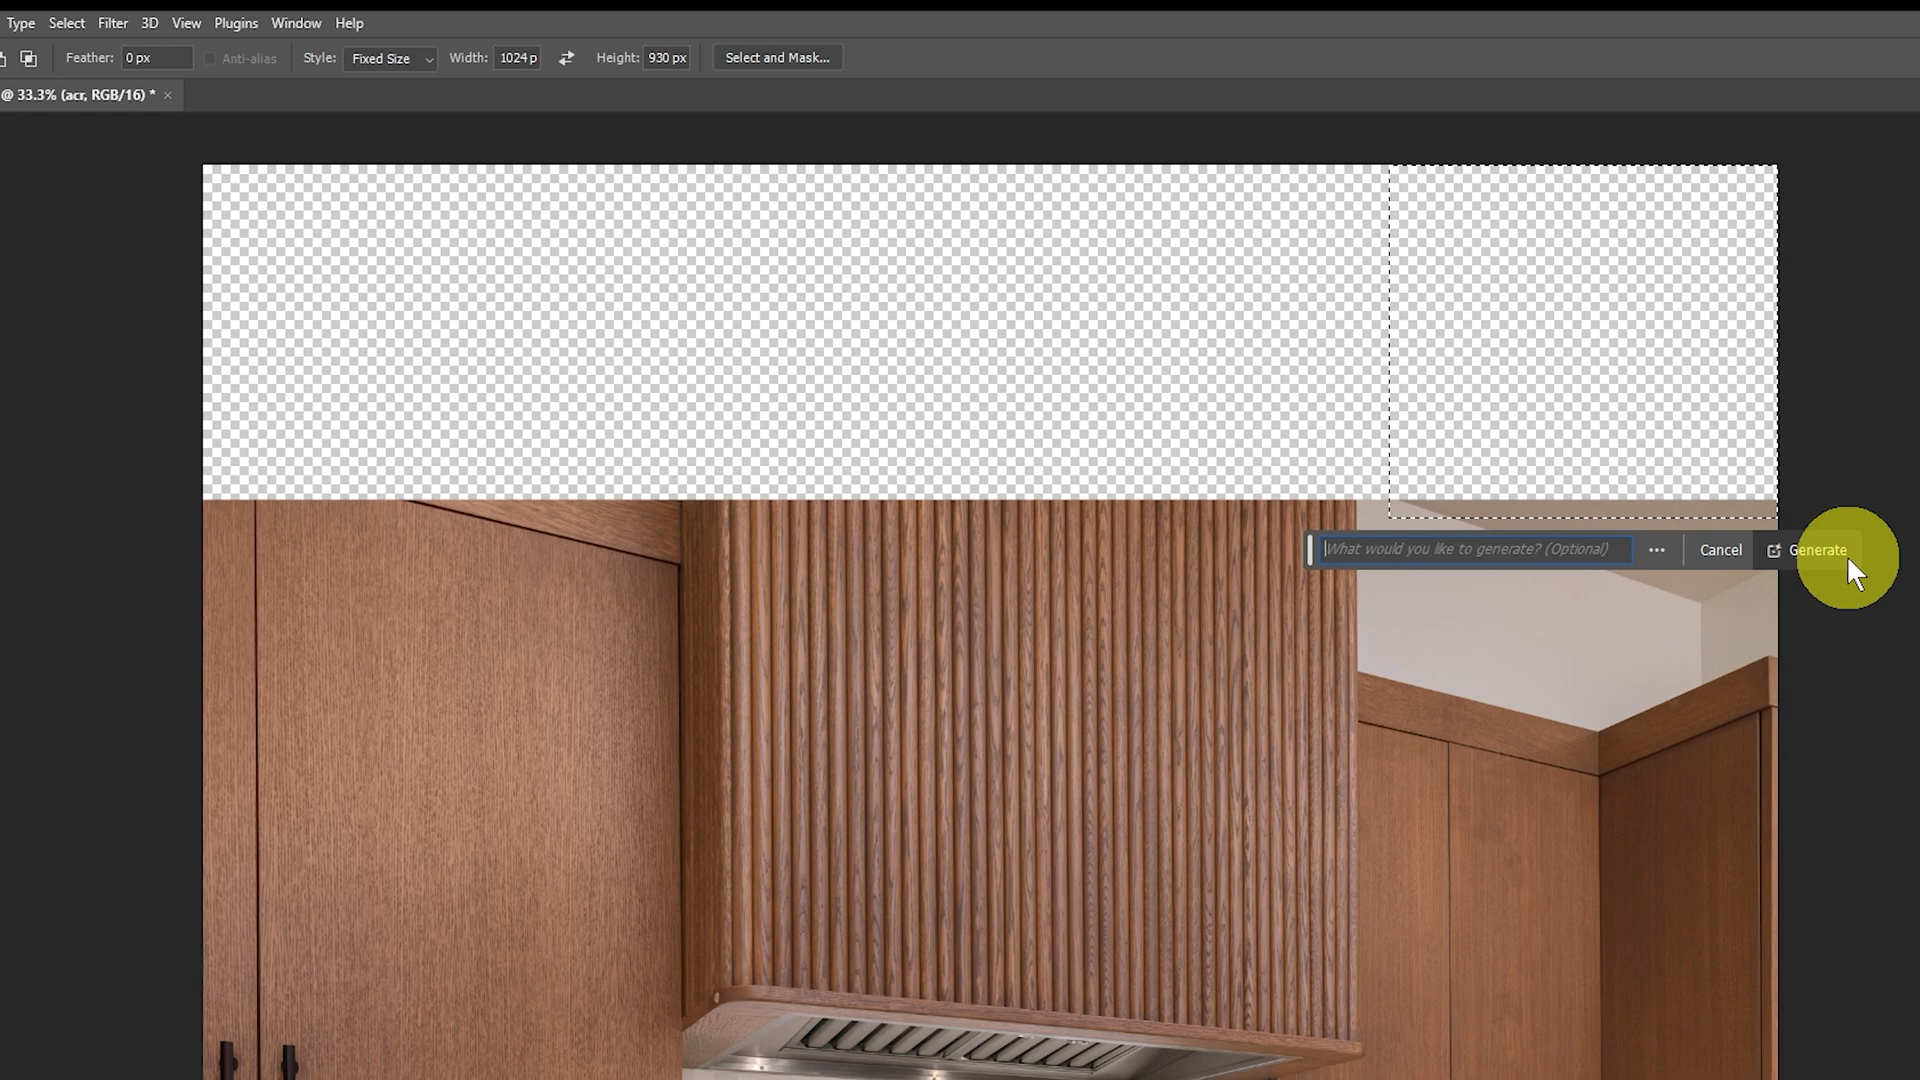 Type Select Filter 3D View Plugins Window Help
Feather: 0 px Anti-alias Style: Fixed Size Width: 1024 p Height: 930 px Select and Mask...
@ 33.3% (acr, RGB/16) * ×
What would you like to generate? (Optional) ... Cancel Generate